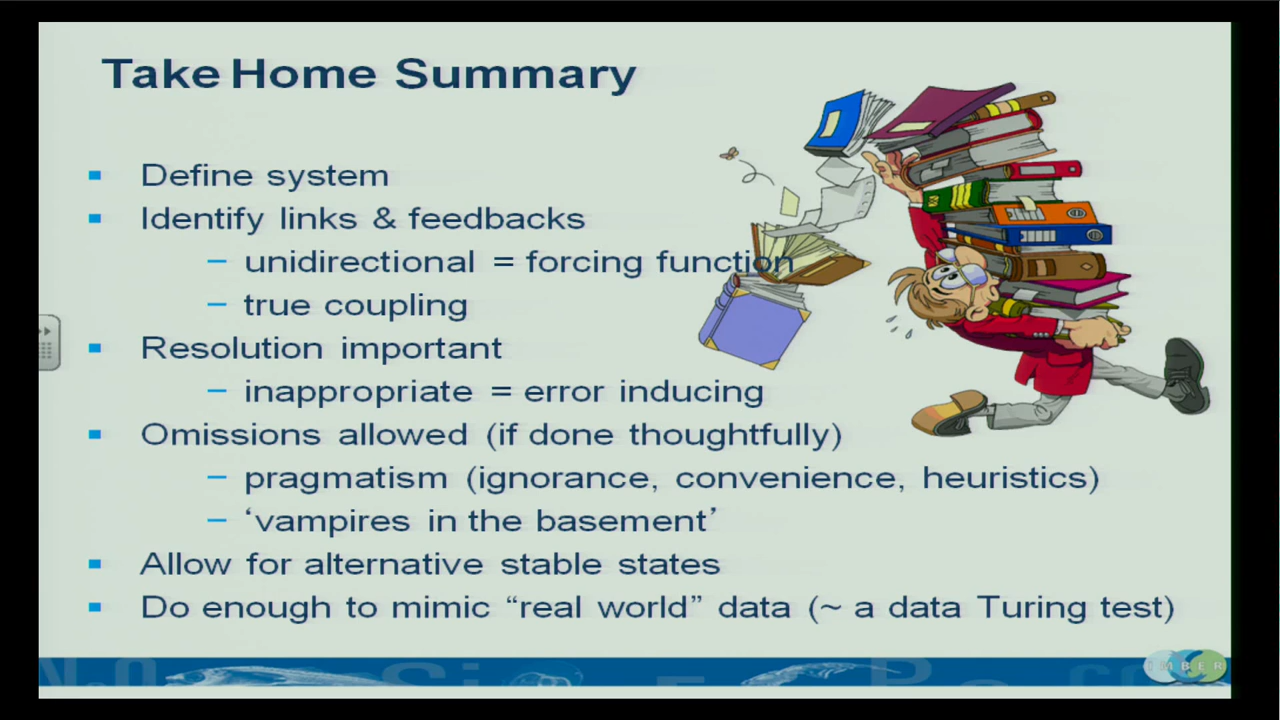 Take Home Summary
Define system
Identify links & feedbacks
– unidirectional = forcing function
– true coupling
Resolution important
– inappropriate = error inducing
Omissions allowed (if done thoughtfully)
– pragmatism (ignorance, convenience, heuristics)
– ‘vampires in the basement’
Allow for alternative stable states
Do enough to mimic “real world” data (~ a data Turing test)
IMBER